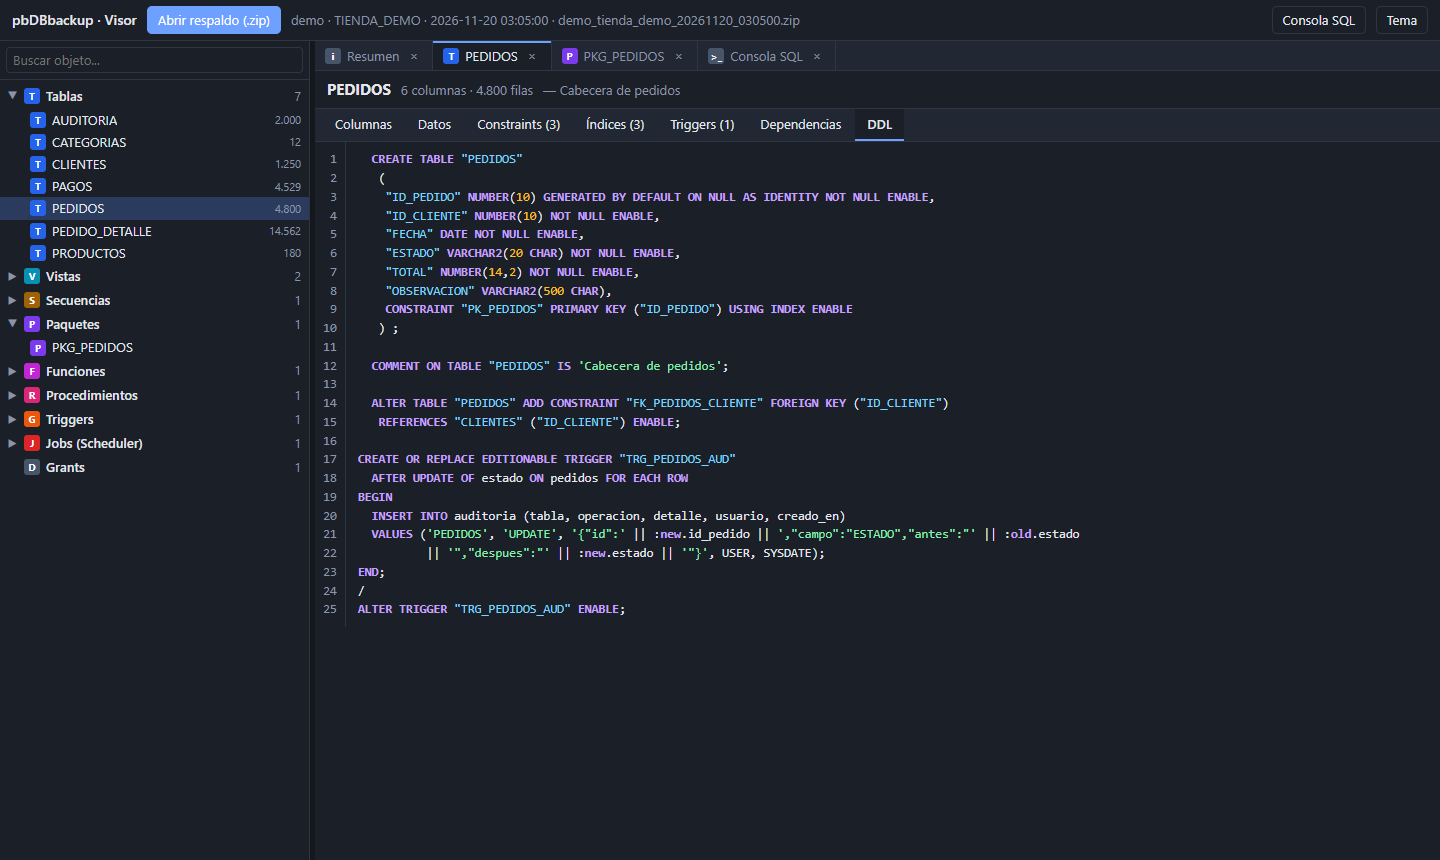 pbDBbackup · Visor
Abrir respaldo (.zip)
demo · TIENDA_DEMO · 2026-11-20 03:05:00 · demo_tienda_demo_20261120_030500.zip
Consola SQL
Tema
Buscar objeto...
T Tablas 7
T AUDITORIA 2.000
T CATEGORIAS 12
T CLIENTES 1.250
T PAGOS 4.529
T PEDIDOS 4.800
T PEDIDO_DETALLE 14.562
T PRODUCTOS 180
V Vistas 2
S Secuencias 1
P Paquetes 1
P PKG_PEDIDOS
F Funciones 1
R Procedimientos 1
G Triggers 1
J Jobs (Scheduler) 1
D Grants 1
i Resumen ×
T PEDIDOS ×
P PKG_PEDIDOS ×
>_ Consola SQL ×
PEDIDOS 6 columnas · 4.800 filas — Cabecera de pedidos
Columnas Datos Constraints (3) Índices (3) Triggers (1) Dependencias DDL
1 CREATE TABLE "PEDIDOS"
2 (
3 "ID_PEDIDO" NUMBER(10) GENERATED BY DEFAULT ON NULL AS IDENTITY NOT NULL ENABLE,
4 "ID_CLIENTE" NUMBER(10) NOT NULL ENABLE,
5 "FECHA" DATE NOT NULL ENABLE,
6 "ESTADO" VARCHAR2(20 CHAR) NOT NULL ENABLE,
7 "TOTAL" NUMBER(14,2) NOT NULL ENABLE,
8 "OBSERVACION" VARCHAR2(500 CHAR),
9 CONSTRAINT "PK_PEDIDOS" PRIMARY KEY ("ID_PEDIDO") USING INDEX ENABLE
10 ) ;
11
12 COMMENT ON TABLE "PEDIDOS" IS 'Cabecera de pedidos';
13
14 ALTER TABLE "PEDIDOS" ADD CONSTRAINT "FK_PEDIDOS_CLIENTE" FOREIGN KEY ("ID_CLIENTE")
15 REFERENCES "CLIENTES" ("ID_CLIENTE") ENABLE;
16
17 CREATE OR REPLACE EDITIONABLE TRIGGER "TRG_PEDIDOS_AUD"
18 AFTER UPDATE OF estado ON pedidos FOR EACH ROW
19 BEGIN
20 INSERT INTO auditoria (tabla, operacion, detalle, usuario, creado_en)
21 VALUES ('PEDIDOS', 'UPDATE', '{"id":' || :new.id_pedido || ',"campo":"ESTADO","antes":"' || :old.estado
22 || '","despues":"' || :new.estado || '"}', USER, SYSDATE);
23 END;
24 /
25 ALTER TRIGGER "TRG_PEDIDOS_AUD" ENABLE;